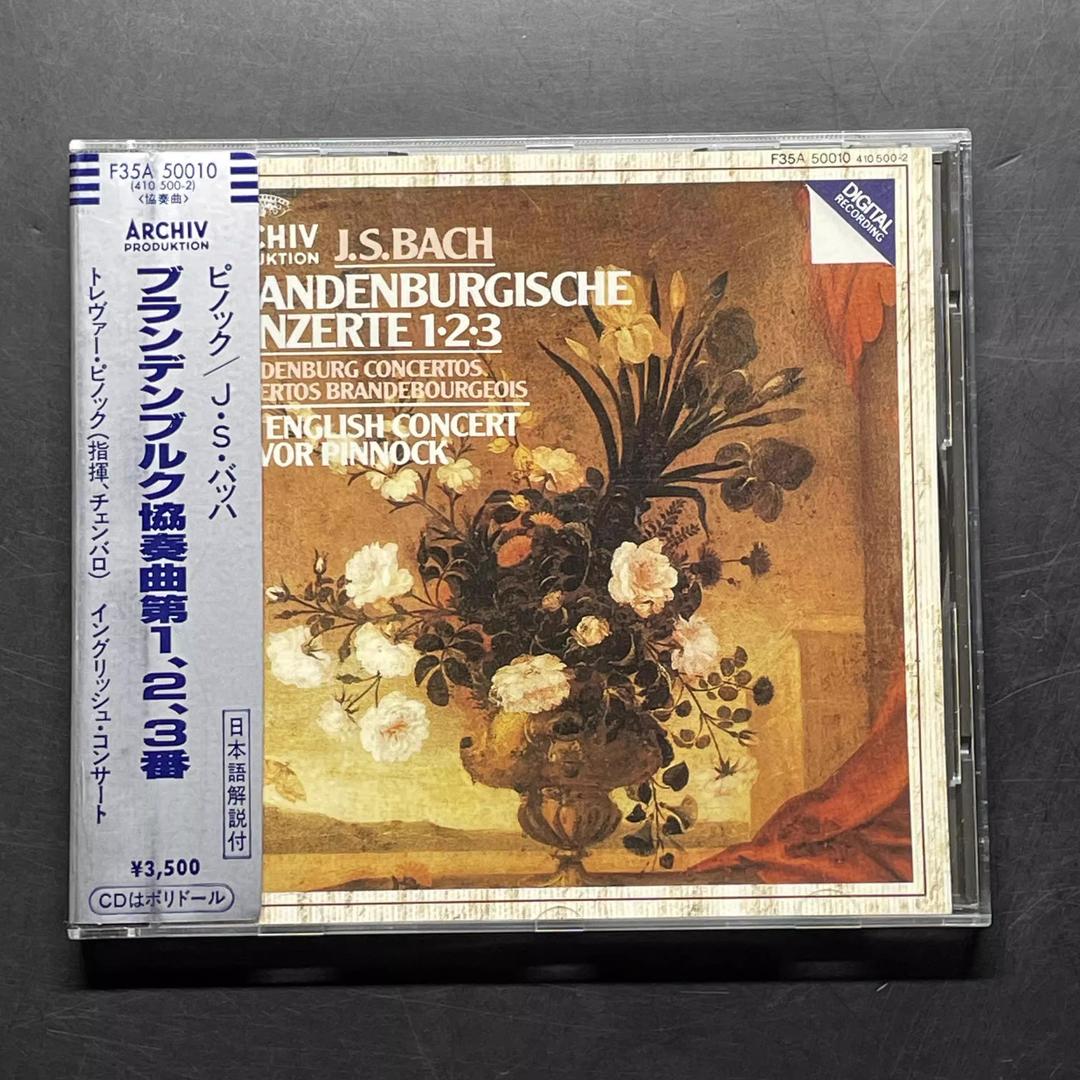 F35A 50010
(410 500-2)
〈協奏曲〉
ARCHIV
PRODUKTION
ピノック/J・S・バッハ
ブランデンブルク協奏曲第1、2、3番
トレヴァー・ピノック(指揮、チェンバロ) イングリッシュ・コンサート
日本語解説付
¥3,500
CDはポリドール
F35A 50010 410 500-2
DIGITAL
RECORDING
CHIV
UKTION
J.S.BACH
ANDENBURGISCHE
NZERTE 1·2·3
DENBURG CONCERTOS.
ERTOS BRANDEBOURGEOIS
ENGLISH CONCERT
VOR PINNOCK